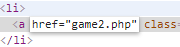 <li>
<a href="game2.php" class=
</li>